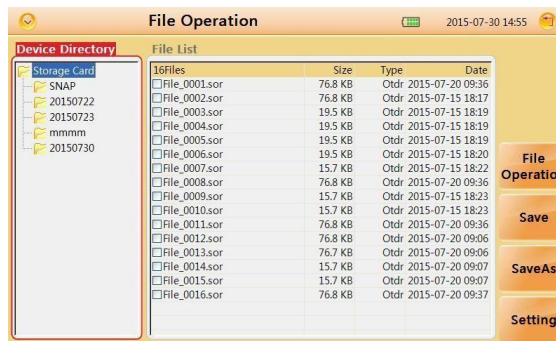 File Operation
2015-07-30 14:55
Device Directory
File List
Storage Card
SNAP
20150722
20150723
mmmm
20150730
16Files Size Type Date
File_0001.sor 76.8 KB Otdr 2015-07-20 09:36
File_0002.sor 76.8 KB Otdr 2015-07-15 18:17
File_0003.sor 19.5 KB Otdr 2015-07-15 18:19
File_0004.sor 19.5 KB Otdr 2015-07-15 18:19
File_0005.sor 19.5 KB Otdr 2015-07-15 18:19
File_0006.sor 19.5 KB Otdr 2015-07-15 18:20
File_0007.sor 15.7 KB Otdr 2015-07-15 18:22
File_0008.sor 76.8 KB Otdr 2015-07-20 09:36
File_0009.sor 15.7 KB Otdr 2015-07-15 18:23
File_0010.sor 15.7 KB Otdr 2015-07-15 18:23
File_0011.sor 76.8 KB Otdr 2015-07-20 09:36
File_0012.sor 76.8 KB Otdr 2015-07-20 09:06
File_0013.sor 76.7 KB Otdr 2015-07-20 09:06
File_0014.sor 15.7 KB Otdr 2015-07-20 09:07
File_0015.sor 15.7 KB Otdr 2015-07-20 09:07
File_0016.sor 76.8 KB Otdr 2015-07-20 09:37
File
Operatio
Save
SaveAs
Setting